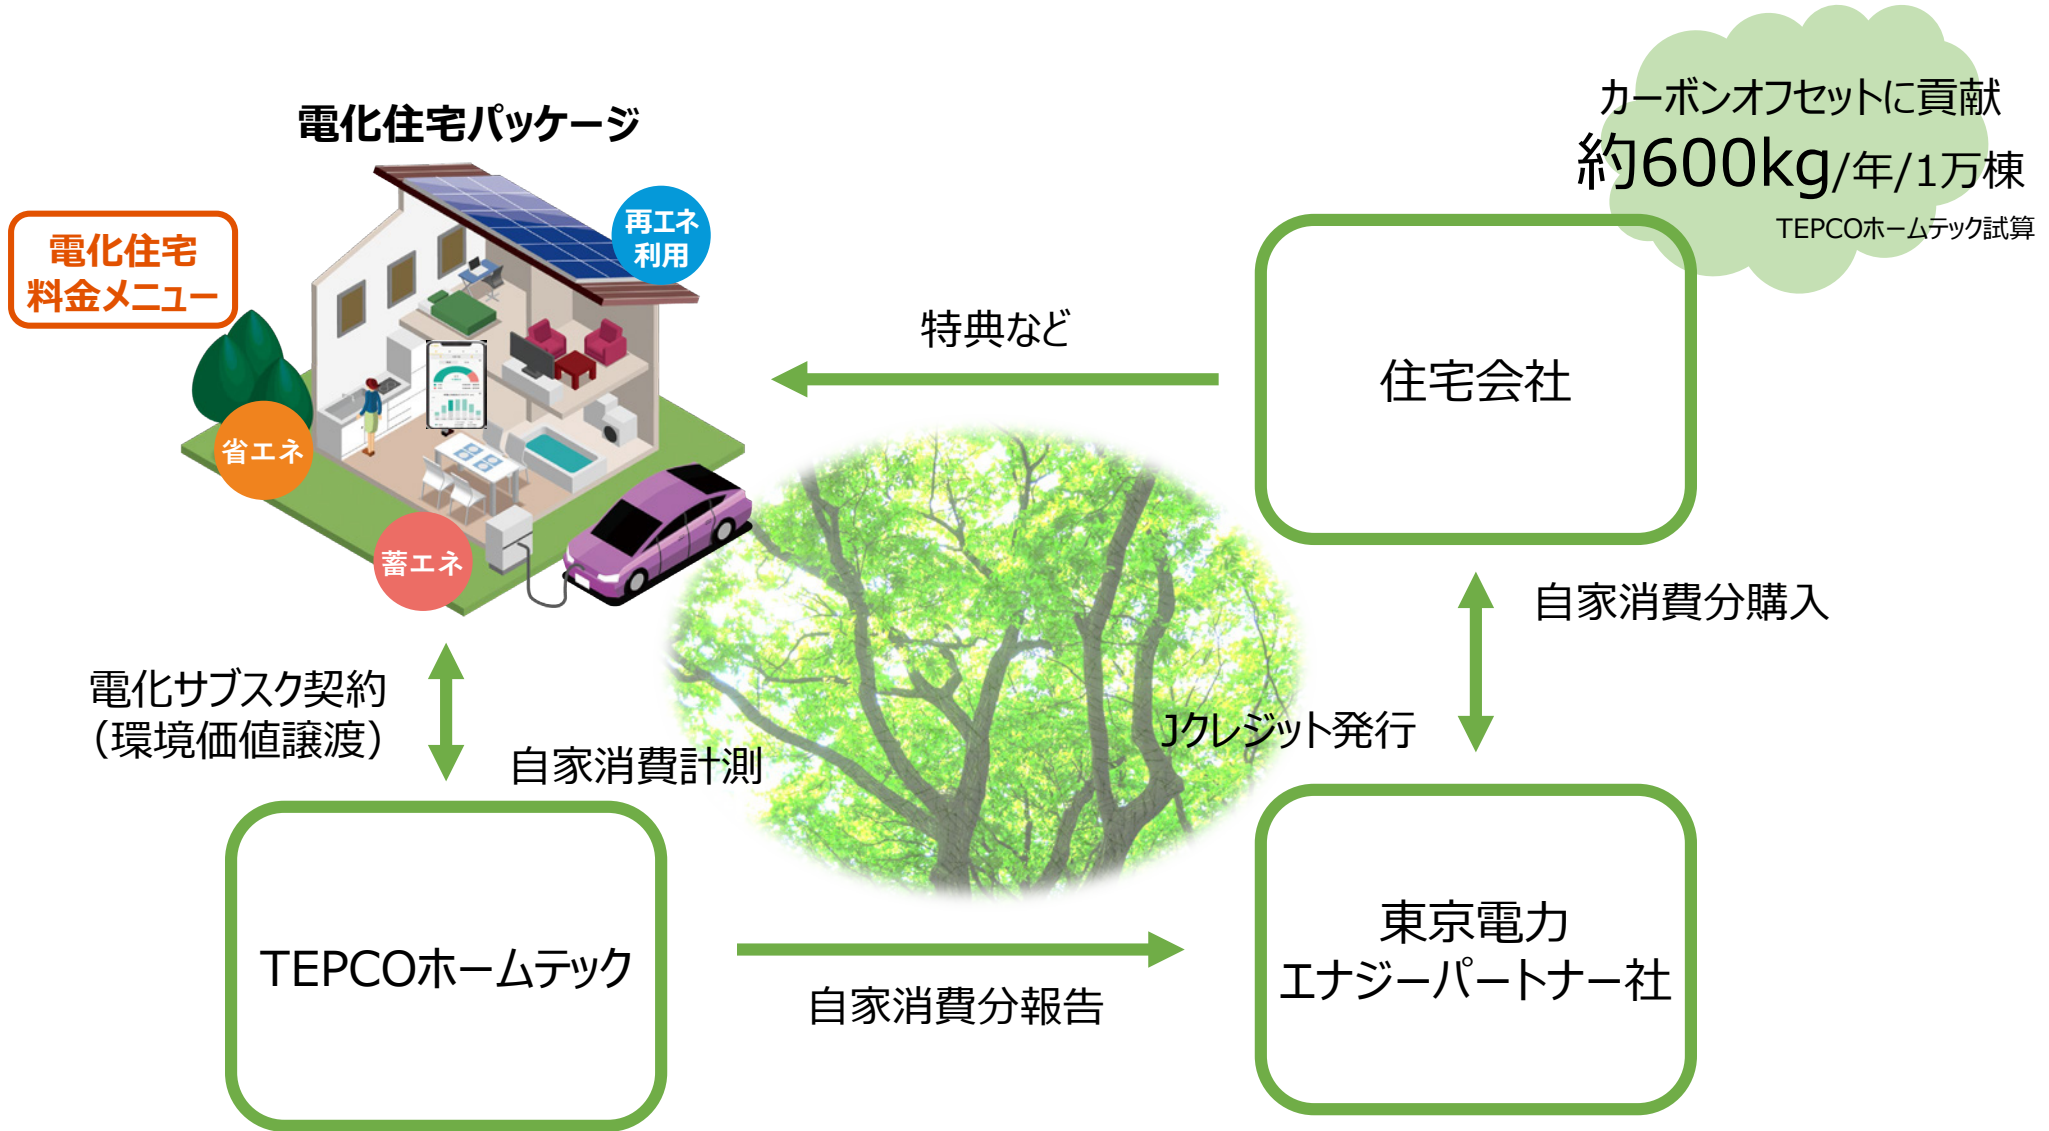 カーボンオフセットに貢献
約600kg/年/1万棟
TEPCOホームテック試算
電化住宅パッケージ
電化住宅
料金メニュー
再エネ
利用
省エネ
蓄エネ
特典など
住宅会社
自家消費分購入
電化サブスク契約
（環境価値譲渡）
自家消費計測
Jクレジット発行
TEPCOホームテック
自家消費分報告
東京電力
エナジーパートナー社